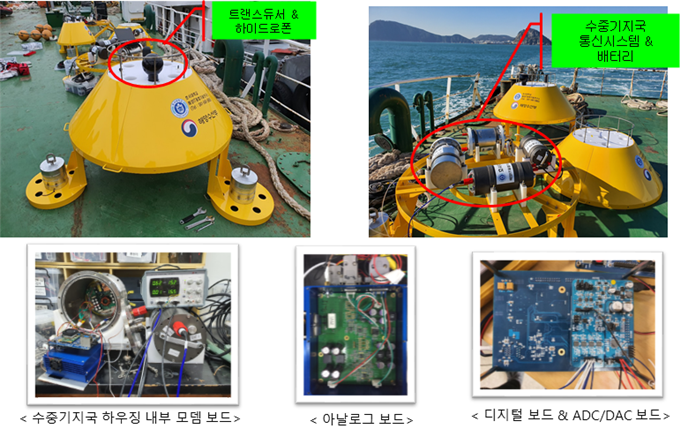 트랜스듀서 &
하이드로폰
수중기지국
통신시스템 &
배터리
해양수산부
< 수중기지국 하우징 내부 모뎀 보드>
< 아날로그 보드>
< 디지털 보드 & ADC/DAC 보드>